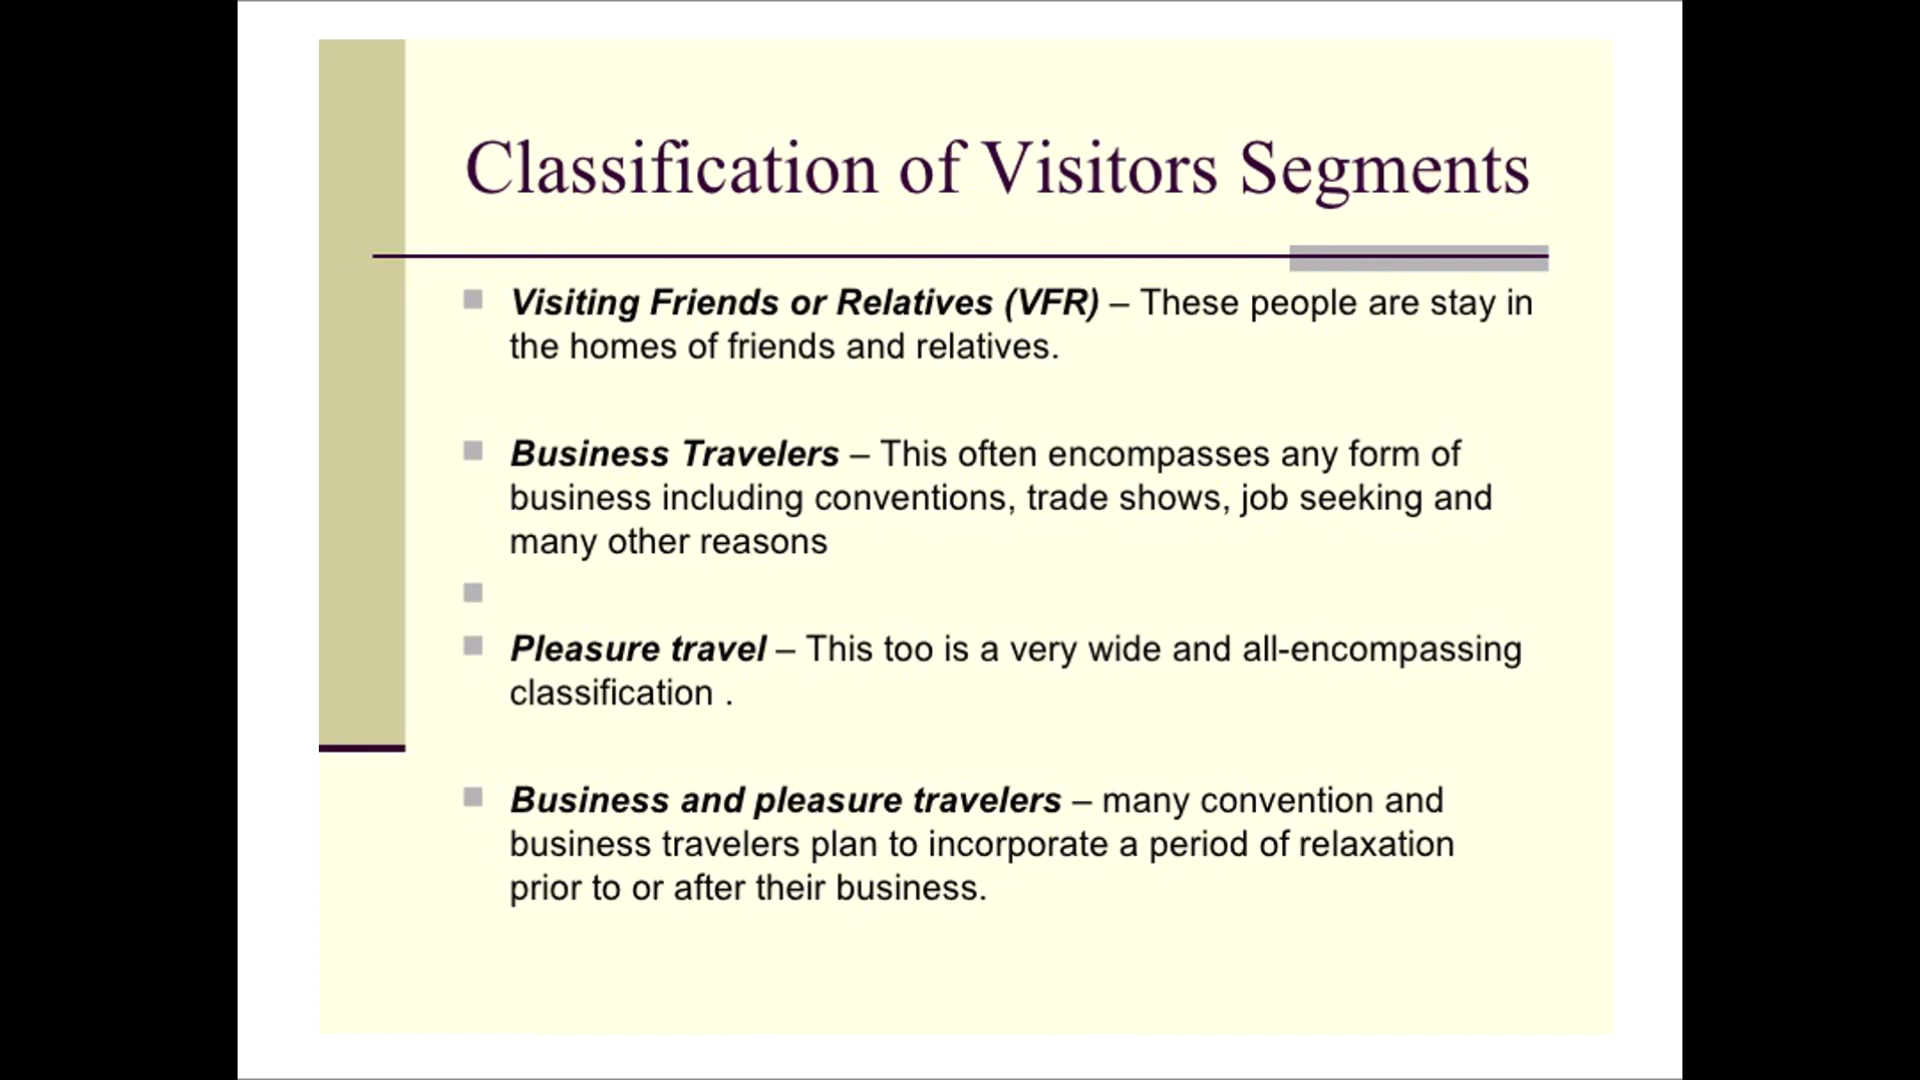 Classification of Visitors Segments
Visiting Friends or Relatives (VFR) – These people are stay in
the homes of friends and relatives.
Business Travelers – This often encompasses any form of
business including conventions, trade shows, job seeking and
many other reasons
Pleasure travel – This too is a very wide and all-encompassing
classification .
Business and pleasure travelers – many convention and
business travelers plan to incorporate a period of relaxation
prior to or after their business.